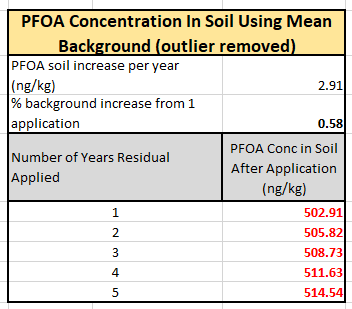 PFOA Concentration In Soil Using Mean
Background (outlier removed)
PFOA soil increase per year
(ng/kg) 2.91
% background increase from 1
application 0.58
Number of Years Residual
Applied
PFOA Conc in Soil
After Application
(ng/kg)
1 502.91
2 505.82
3 508.73
4 511.63
5 514.54